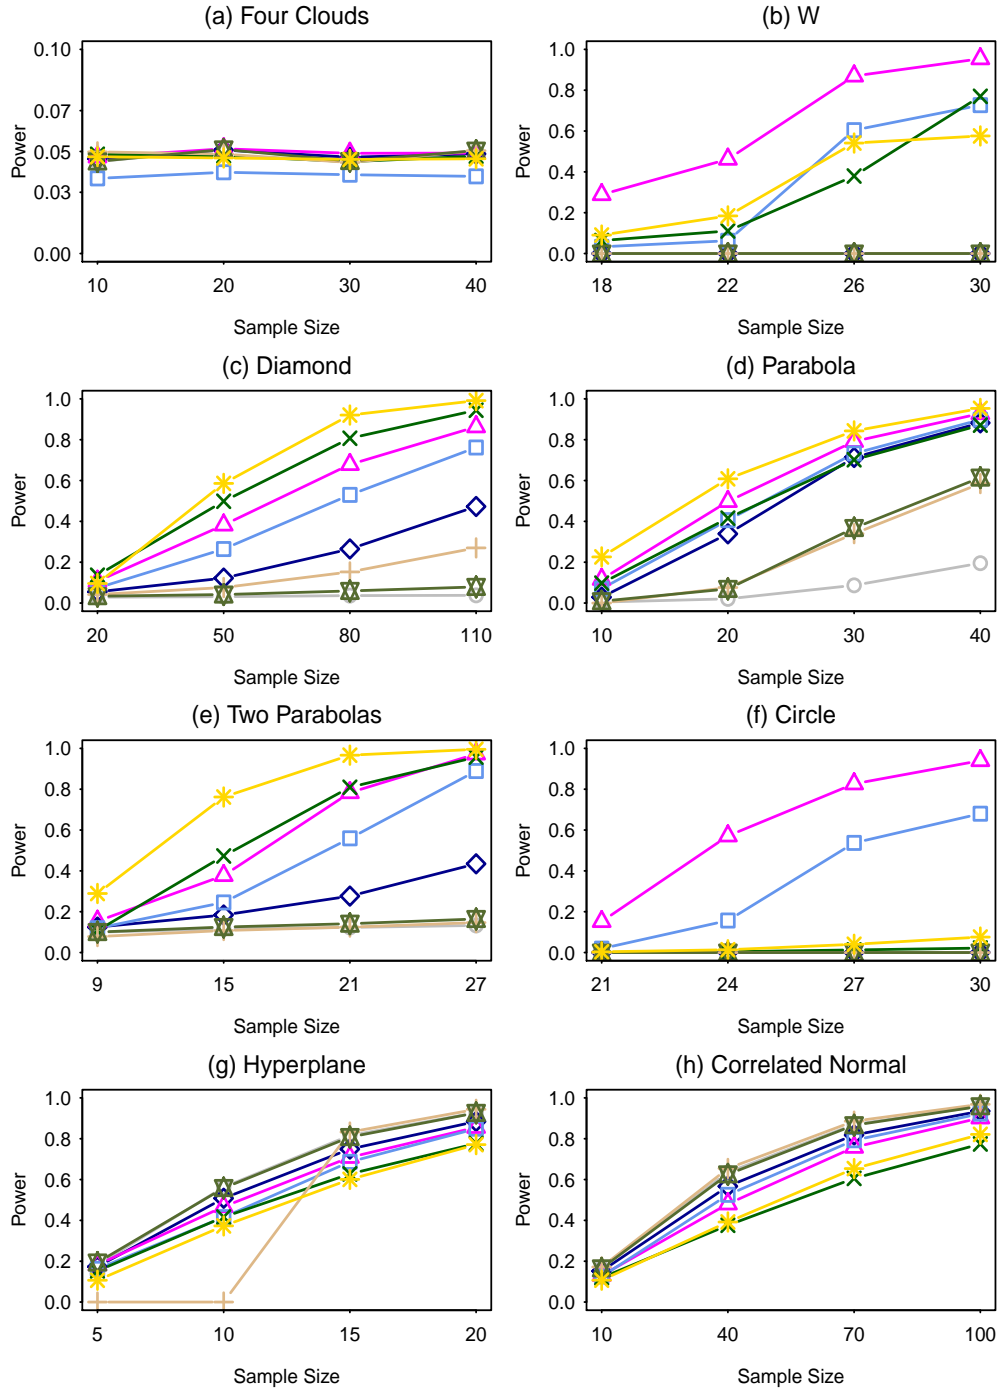 (a) Four Clouds
Power
0.10
0.07
0.05
0.03
0.00
10 20 30 40
Sample Size
(b) W
Power
1.0
0.8
0.6
0.4
0.2
0.0
18 22 26 30
Sample Size
(c) Diamond
Power
1.0
0.8
0.6
0.4
0.2
0.0
20 50 80 110
Sample Size
(d) Parabola
Power
1.0
0.8
0.6
0.4
0.2
0.0
10 20 30 40
Sample Size
(e) Two Parabolas
Power
1.0
0.8
0.6
0.4
0.2
0.0
9 15 21 27
Sample Size
(f) Circle
Power
1.0
0.8
0.6
0.4
0.2
0.0
21 24 27 30
Sample Size
(g) Hyperplane
Power
1.0
0.8
0.6
0.4
0.2
0.0
5 10 15 20
Sample Size
(h) Correlated Normal
Power
1.0
0.8
0.6
0.4
0.2
0.0
10 40 70 100
Sample Size